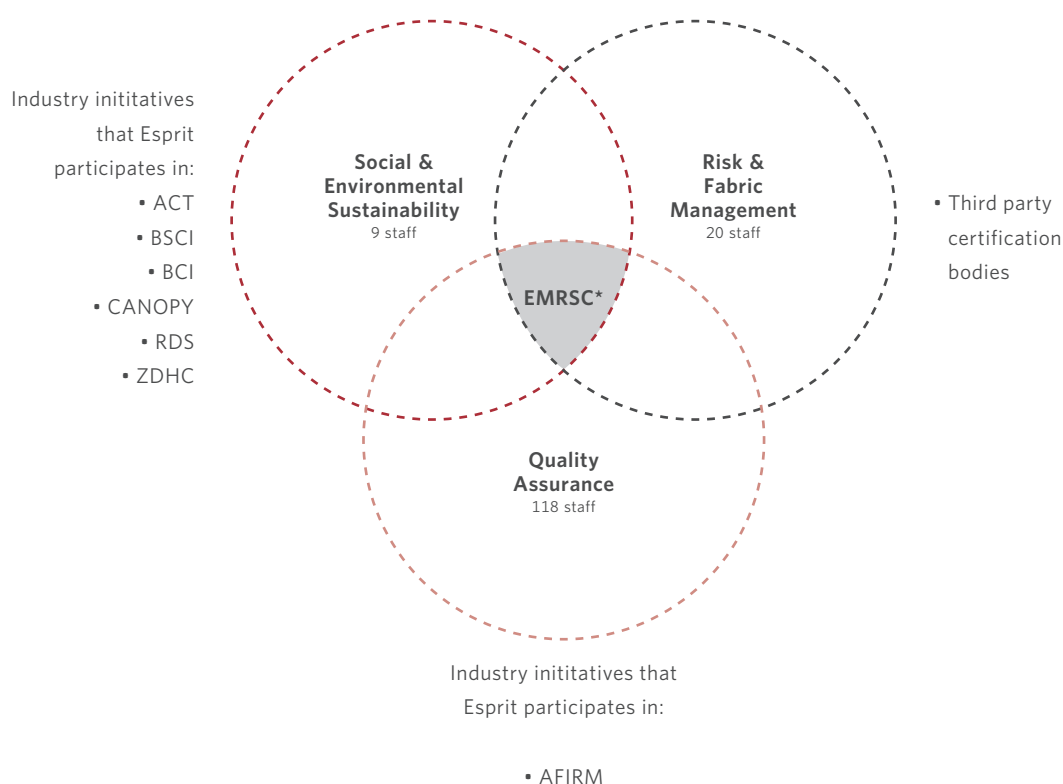 Industry inititatives
that Esprit
participates in:
▪ ACT
▪ BSCI
▪ BCI
▪ CANOPY
▪ RDS
▪ ZDHC
Social &
Environmental
Sustainability
9 staff
Risk &
Fabric
Management
20 staff
▪ Third party
certification
bodies
EMRSC*
Quality
Assurance
118 staff
Industry inititatives that
Esprit participates in:
▪ AFIRM